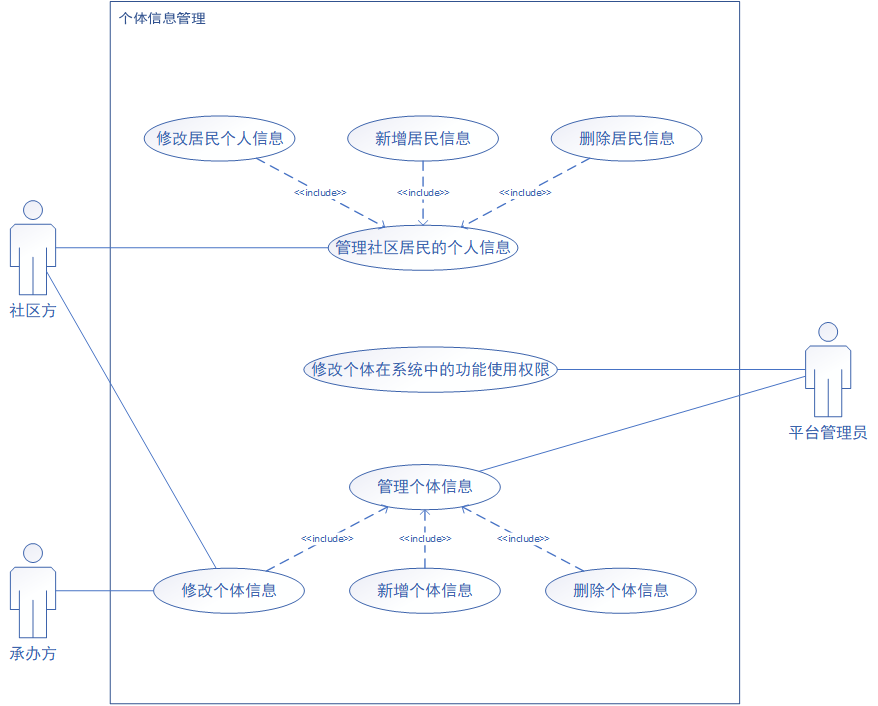 个体信息管理
修改居民个人信息
新增居民信息
删除居民信息
<<include>>
<<include>>
<<include>>
管理社区居民的个人信息
社区方
修改个体在系统中的功能使用权限
平台管理员
管理个体信息
<<include>>
<<include>>
<<include>>
修改个体信息
新增个体信息
删除个体信息
承办方